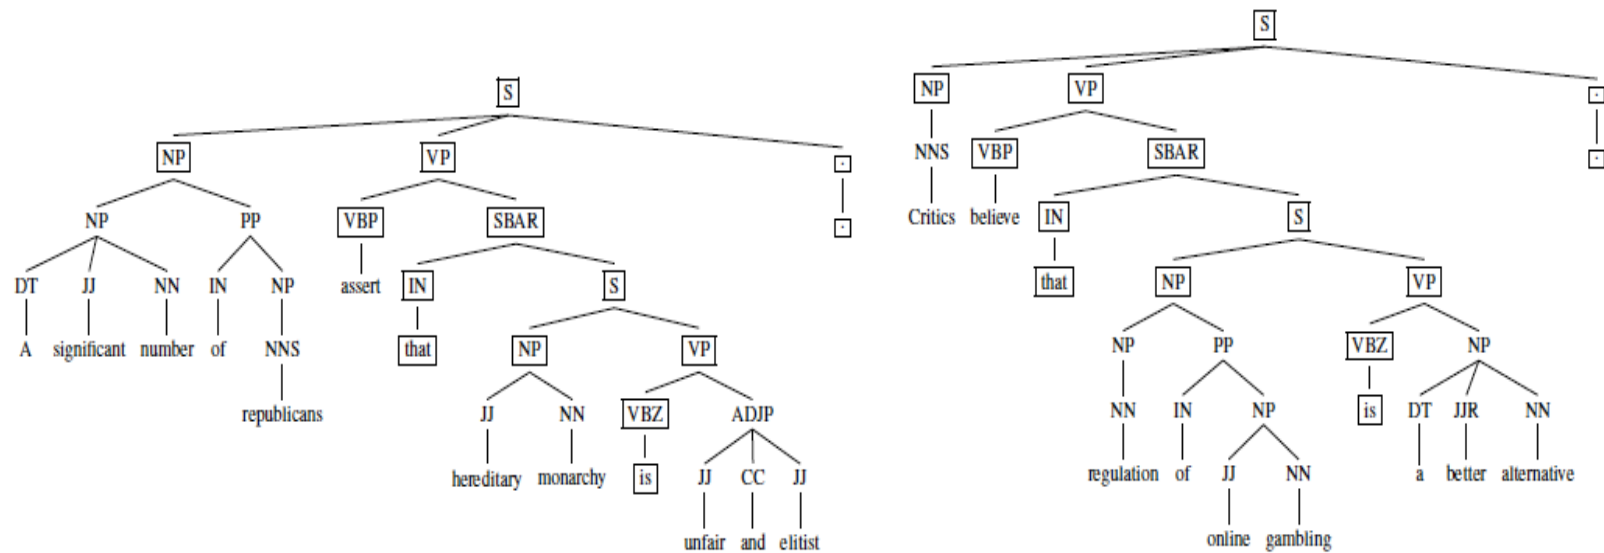 S
NP VP .
NP PP VBP SBAR .
DT JJ NN IN NP assert IN S
A significant number of NNS that NP VP
republicans JJ NN VBZ ADJP
hereditary monarchy is JJ CC JJ
unfair and elitist
S
NP VP .
NNS VBP SBAR .
Critics believe IN S
that NP VP
NP PP VBZ NP
NN IN NP is DT JJR NN
regulation of JJ NN a better alternative
online gambling